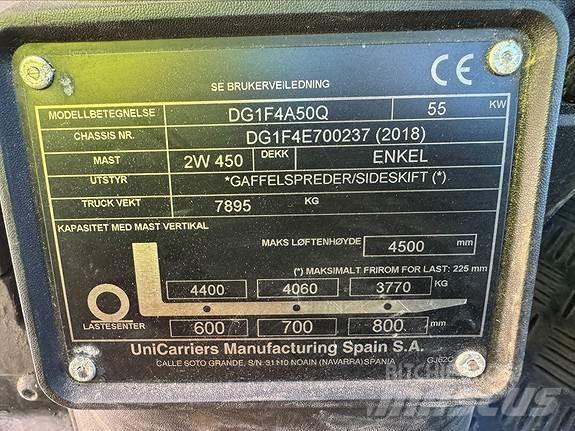 SE BRUKERVEILEDNING
CE
MODELLBETEGNELSE DG1F4A50Q 55 KW
CHASSIS NR. DG1F4E700237 (2018)
MAST 2W 450 DEKK ENKEL
UTSTYR *GAFFELSPREDER/SIDESKIFT (*)
TRUCK VEKT 7895 KG
KAPASITET MED MAST VERTIKAL
MAKS LØFTENHØYDE 4500 mm
(*) MAKSIMALT FRIROM FOR LAST: 225 mm
4400 4060 3770 KG
LASTESENTER 600 700 800 mm
UniCarriers Manufacturing Spain S.A.
CALLE SOTO GRANDE, S/N. 31110 NOAIN (NAVARRA) SPANIA
MASCUS